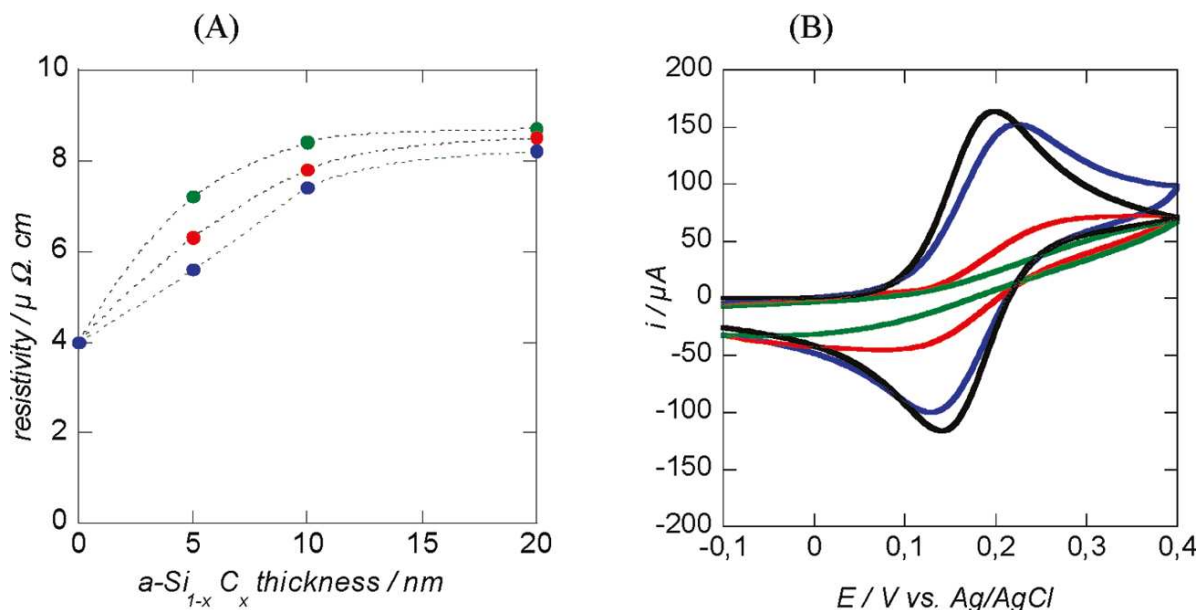 (A)
10
8
6
4
2
0
resistivity / μ Ω. cm
0 5 10 15 20
a-Si1-x Cx thickness / nm
(B)
200
150
100
50
0
-50
-100
-150
-200
i / μA
-0,1 0 0,1 0,2 0,3 0,4
E / V vs. Ag/AgCl